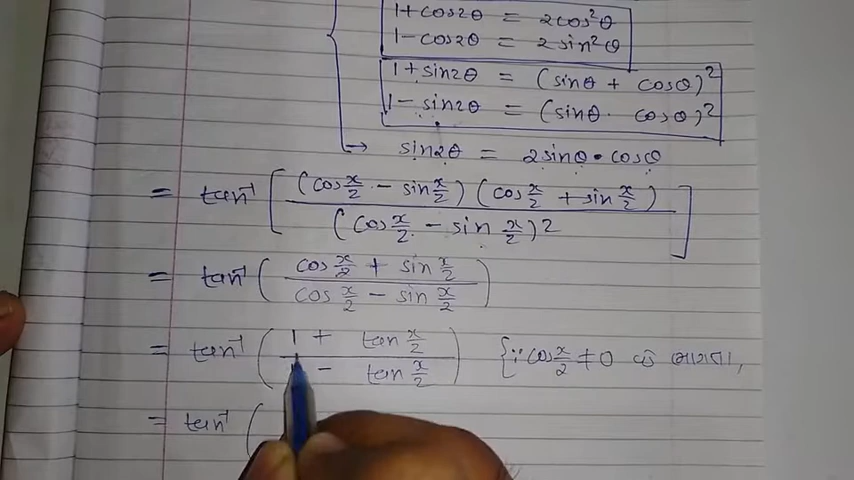 1+cos2θ = 2cos²θ
1-cos2θ = 2sin²θ
1+sin2θ = (sinθ + cosθ)²
1-sin2θ = (sinθ - cosθ)²
→ sin2θ = 2sinθ•cosθ
= tan⁻¹ [ (cos x/2 - sin x/2) (cos x/2 + sin x/2) / (cos x/2 - sin x/2)2 ]
= tan⁻¹ ( cos x/2 + sin x/2 / cos x/2 - sin x/2 )
= tan⁻¹ ( 1 + tan x/2 / - tan x/2 ) {∵ cos x/2 ≠ 0
= tan⁻¹ (